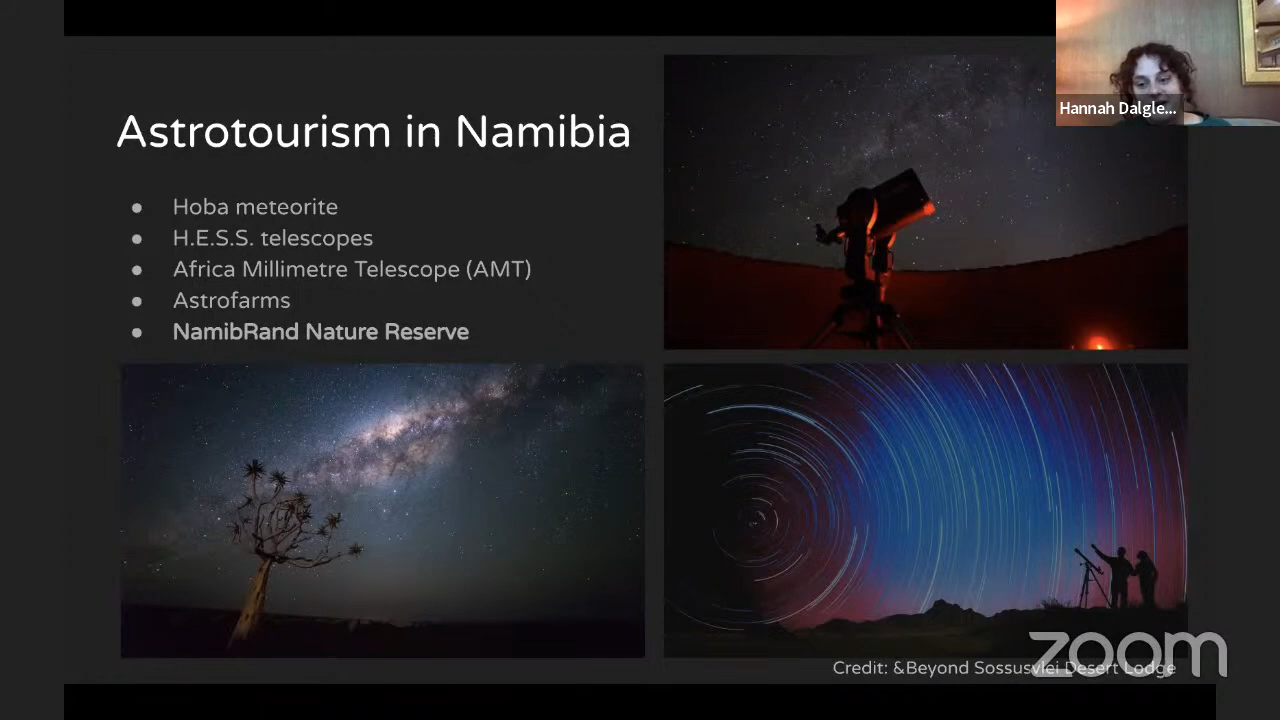 Hannah Dalgle...
Astrotourism in Namibia
● Hoba meteorite
● H.E.S.S. telescopes
● Africa Millimetre Telescope (AMT)
● Astrofarms
● NamibRand Nature Reserve
zoom
Credit: &Beyond Sossusvlei Desert Lodge